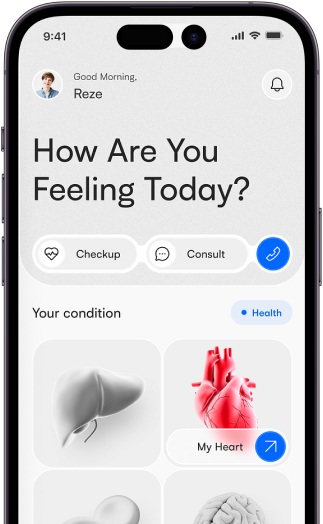 9:41
Good Morning,
Reze
How Are You
Feeling Today?
Checkup
Consult
Your condition
Health
My Heart